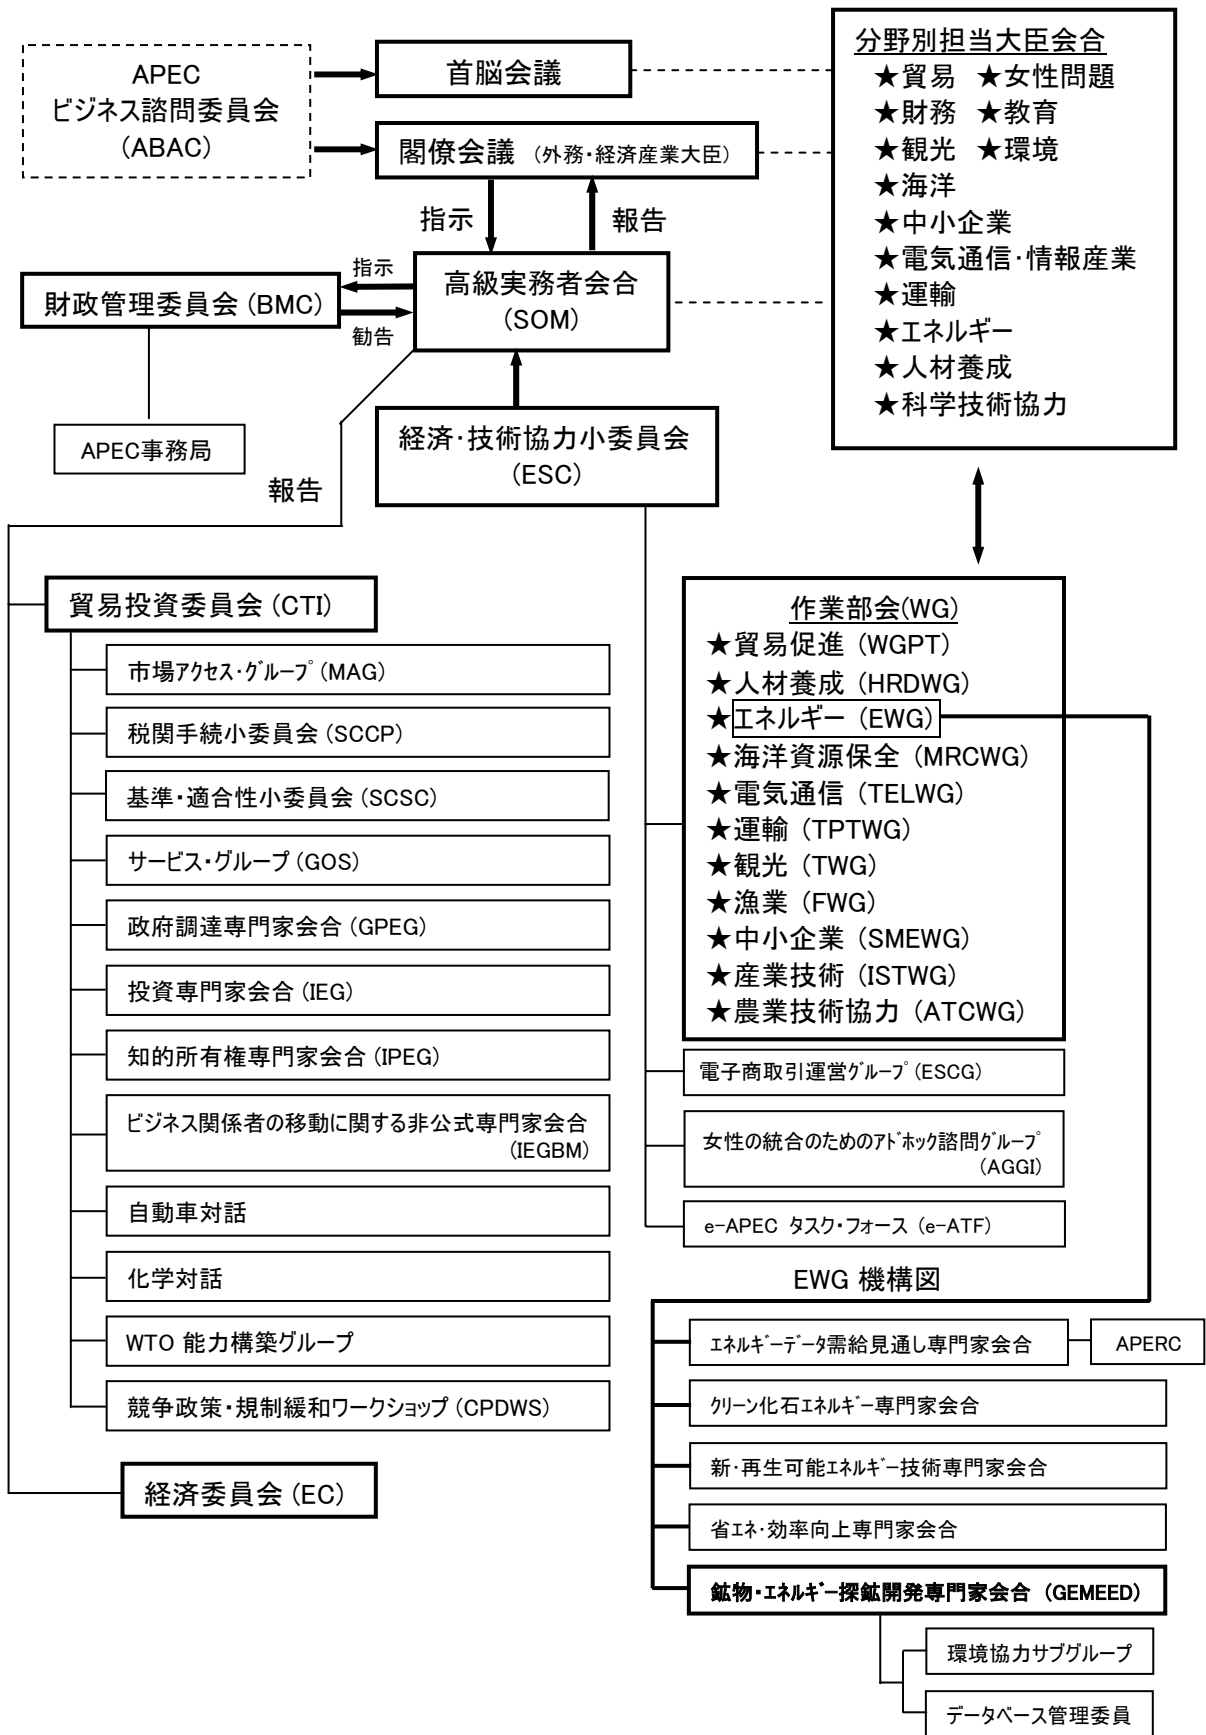 APEC
ビジネス諮問委員会
(ABAC)
首脳会議
閣僚会議 (外務・経済産業大臣)
分野別担当大臣会合
★貿易 ★女性問題
★財務 ★教育
★観光 ★環境
★海洋
★中小企業
★電気通信・情報産業
★運輸
★エネルギー
★人材養成
★科学技術協力
指示
報告
財政管理委員会 (BMC)
指示
勧告
高級実務者会合
(SOM)
APEC事務局
経済・技術協力小委員会
(ESC)
報告
貿易投資委員会 (CTI)
市場アクセス・グループ (MAG)
税関手続小委員会 (SCCP)
基準・適合性小委員会 (SCSC)
サービス・グループ (GOS)
政府調達専門家会合 (GPEG)
投資専門家会合 (IEG)
知的所有権専門家会合 (IPEG)
ビジネス関係者の移動に関する非公式専門家会合
(IEGBM)
自動車対話
化学対話
WTO 能力構築グループ
競争政策・規制緩和ワークショップ (CPDWS)
経済委員会 (EC)
作業部会(WG)
★貿易促進 (WGPT)
★人材養成 (HRDWG)
★エネルギー (EWG)
★海洋資源保全 (MRCWG)
★電気通信 (TELWG)
★運輸 (TPTWG)
★観光 (TWG)
★漁業 (FWG)
★中小企業 (SMEWG)
★産業技術 (ISTWG)
★農業技術協力 (ATCWG)
電子商取引運営グループ (ESCG)
女性の統合のためのアドホック諮問グループ
(AGGI)
e-APEC タスク・フォース (e-ATF)
EWG 機構図
エネルギーデータ需給見通し専門家会合
APERC
クリーン化石エネルギー専門家会合
新・再生可能エネルギー技術専門家会合
省エネ・効率向上専門家会合
鉱物・エネルギー探鉱開発専門家会合 (GEMEED)
環境協力サブグループ
データベース管理委員